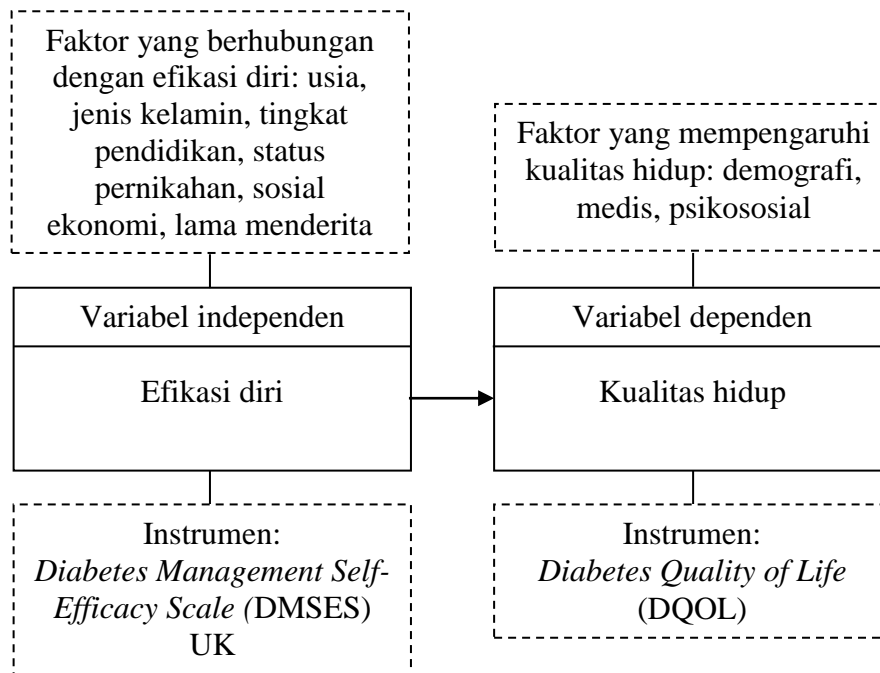 Faktor yang berhubungan
dengan efikasi diri: usia,
jenis kelamin, tingkat
pendidikan, status
pernikahan, sosial
ekonomi, lama menderita
Faktor yang mempengaruhi
kualitas hidup: demografi,
medis, psikososial
Variabel independen
Efikasi diri
Variabel dependen
Kualitas hidup
Instrumen:
Diabetes Management Self-
Efficacy Scale (DMSES)
UK
Instrumen:
Diabetes Quality of Life
(DQOL)